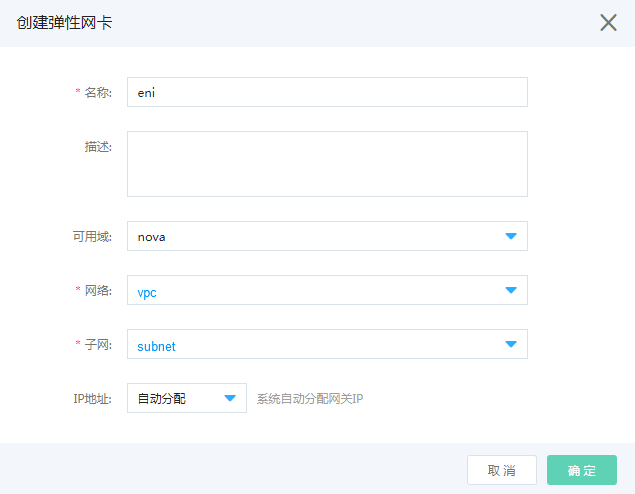 创建弹性网卡
* 名称: eni
描述:
可用域: nova
* 网络: vpc
* 子网: subnet
IP地址: 自动分配 系统自动分配网关IP
取消 确定